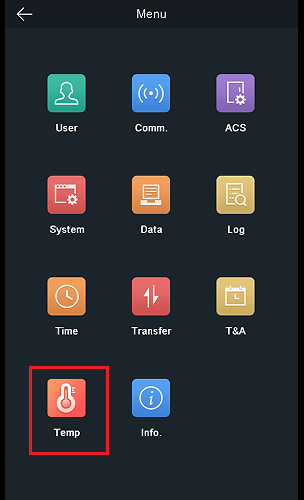 Menu
User Comm. ACS
System Data Log
Time Transfer T&A
Temp Info.